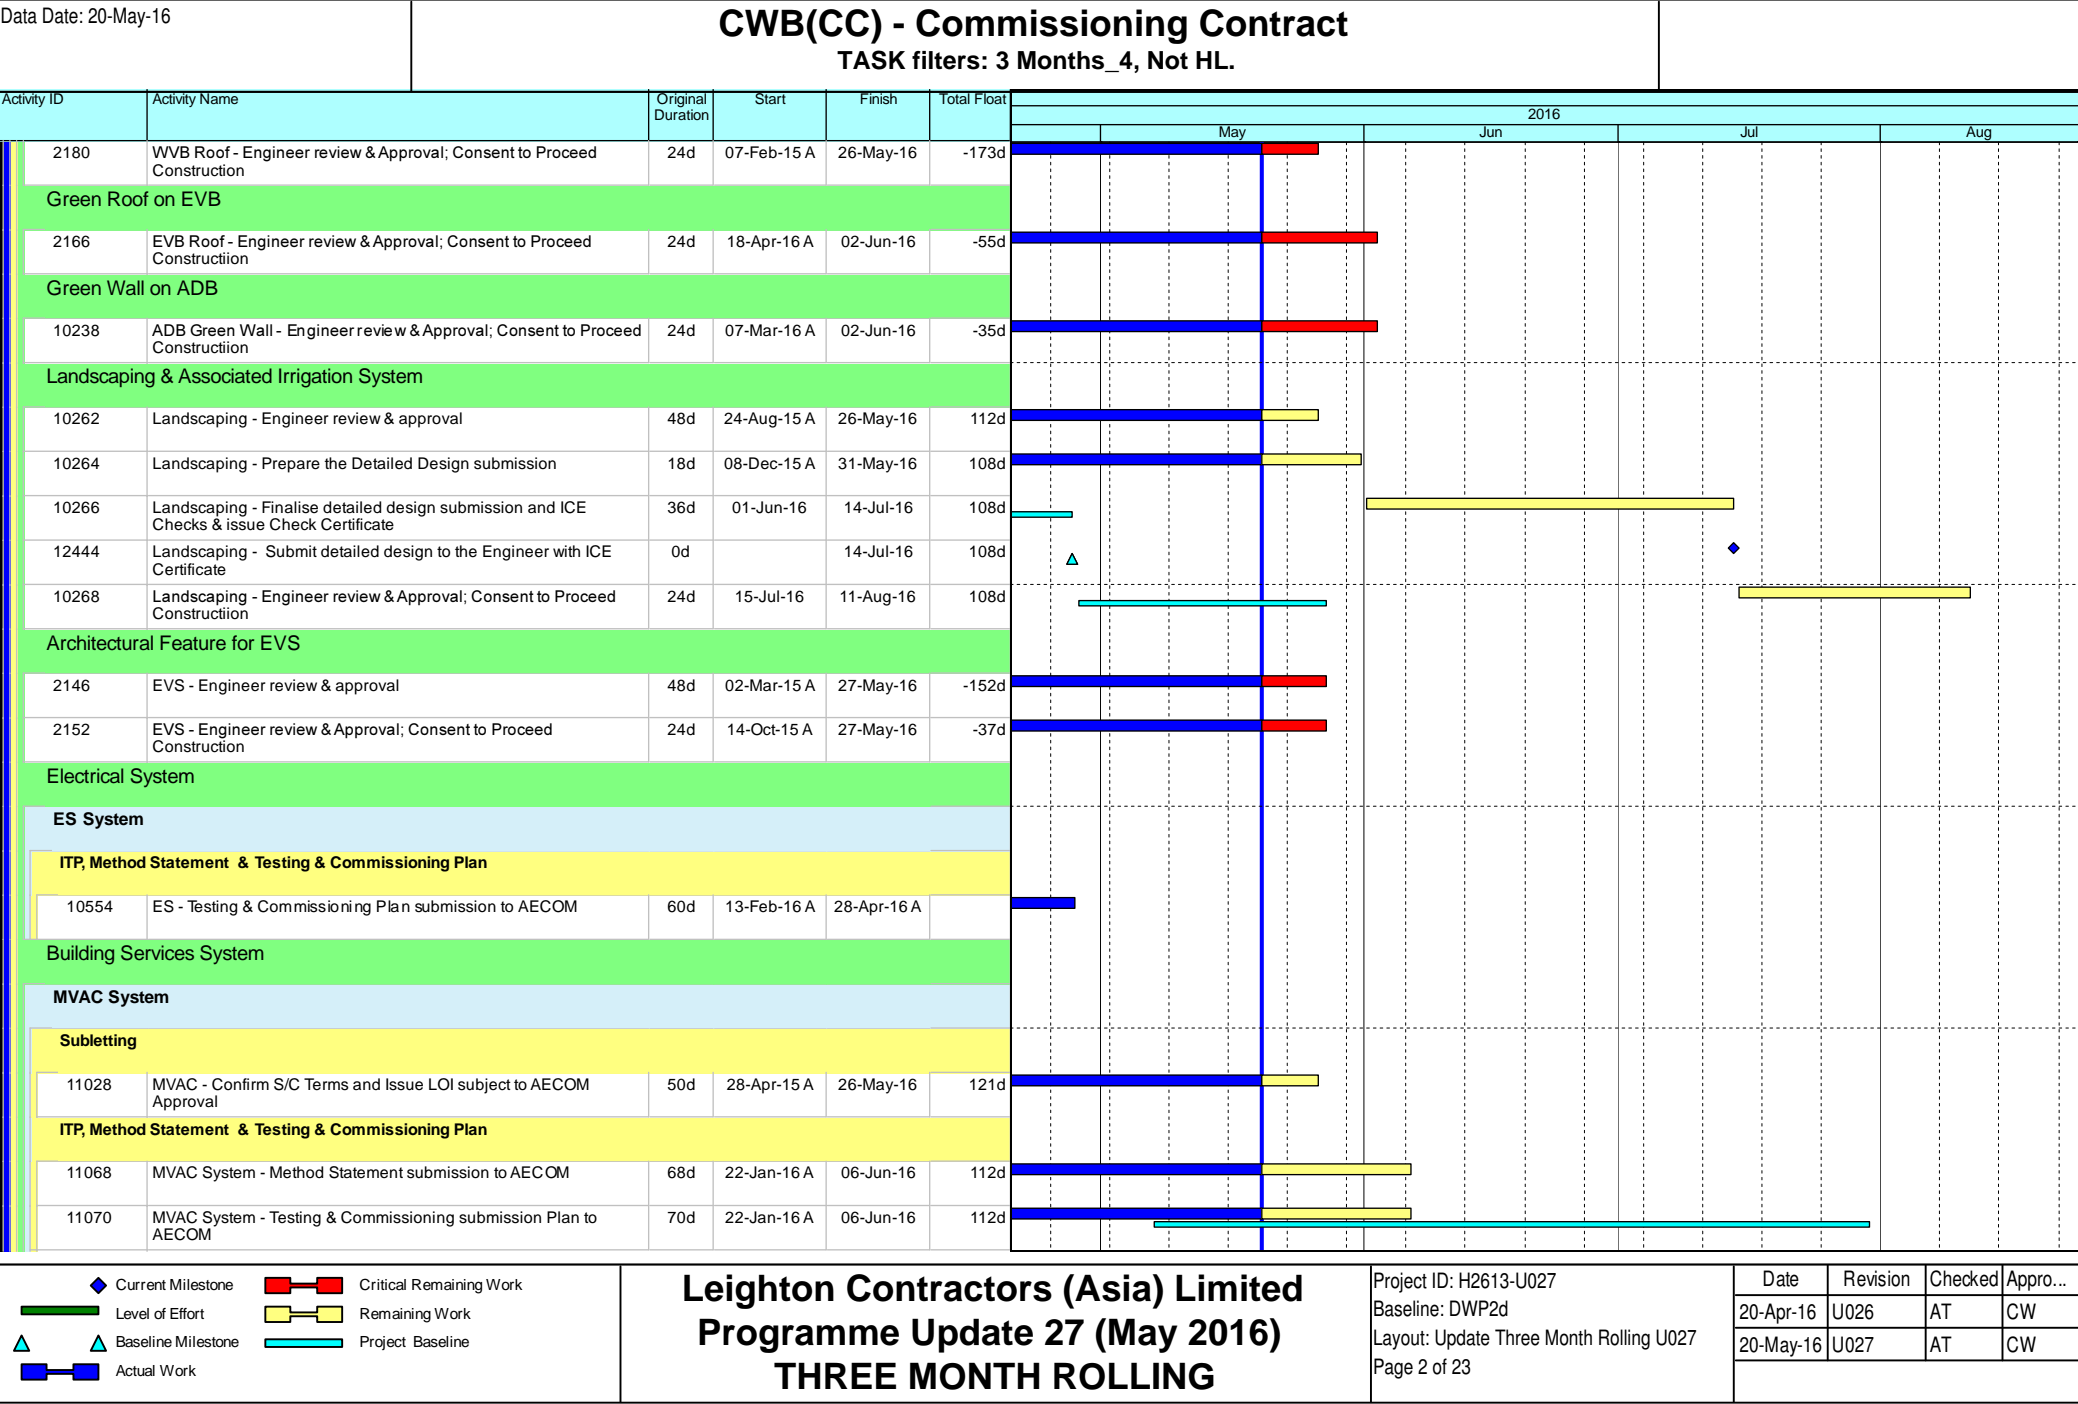 Data Date: 20-May-16
CWB(CC) - Commissioning Contract
TASK filters: 3 Months_4, Not HL.
Activity ID Activity Name Original Duration Start Finish Total Float
2016
May Jun Jul Aug
2180 WVB Roof - Engineer review & Approval; Consent to Proceed 24d 07-Feb-15 A 26-May-16 -173d
Construction
Green Roof on EVB
2166 EVB Roof - Engineer review & Approval; Consent to Proceed 24d 18-Apr-16 A 02-Jun-16 -55d
Constructiion
Green Wall on ADB
10238 ADB Green Wall - Engineer review & Approval; Consent to Proceed 24d 07-Mar-16 A 02-Jun-16 -35d
Constructiion
Landscaping & Associated Irrigation System
10262 Landscaping - Engineer review & approval 48d 24-Aug-15 A 26-May-16 112d
10264 Landscaping - Prepare the Detailed Design submission 18d 08-Dec-15 A 31-May-16 108d
10266 Landscaping - Finalise detailed design submission and ICE 36d 01-Jun-16 14-Jul-16 108d
Checks & issue Check Certificate
12444 Landscaping - Submit detailed design to the Engineer with ICE 0d 14-Jul-16 108d
Certificate
10268 Landscaping - Engineer review & Approval; Consent to Proceed 24d 15-Jul-16 11-Aug-16 108d
Constructiion
Architectural Feature for EVS
2146 EVS - Engineer review & approval 48d 02-Mar-15 A 27-May-16 -152d
2152 EVS - Engineer review & Approval; Consent to Proceed 24d 14-Oct-15 A 27-May-16 -37d
Construction
Electrical System
ES System
ITP, Method Statement & Testing & Commissioning Plan
10554 ES - Testing & Commissioning Plan submission to AECOM 60d 13-Feb-16 A 28-Apr-16 A
Building Services System
MVAC System
Subletting
11028 MVAC - Confirm S/C Terms and Issue LOI subject to AECOM 50d 28-Apr-15 A 26-May-16 121d
Approval
ITP, Method Statement & Testing & Commissioning Plan
11068 MVAC System - Method Statement submission to AECOM 68d 22-Jan-16 A 06-Jun-16 112d
11070 MVAC System - Testing & Commissioning submission Plan to 70d 22-Jan-16 A 06-Jun-16 112d
AECOM
Current Milestone Critical Remaining Work
Level of Effort Remaining Work
Baseline Milestone Project Baseline
Actual Work
Leighton Contractors (Asia) Limited
Programme Update 27 (May 2016)
THREE MONTH ROLLING
Project ID: H2613-U027
Baseline: DWP2d
Layout: Update Three Month Rolling U027
Page 2 of 23
Date Revision Checked Appro...
20-Apr-16 U026 AT CW
20-May-16 U027 AT CW